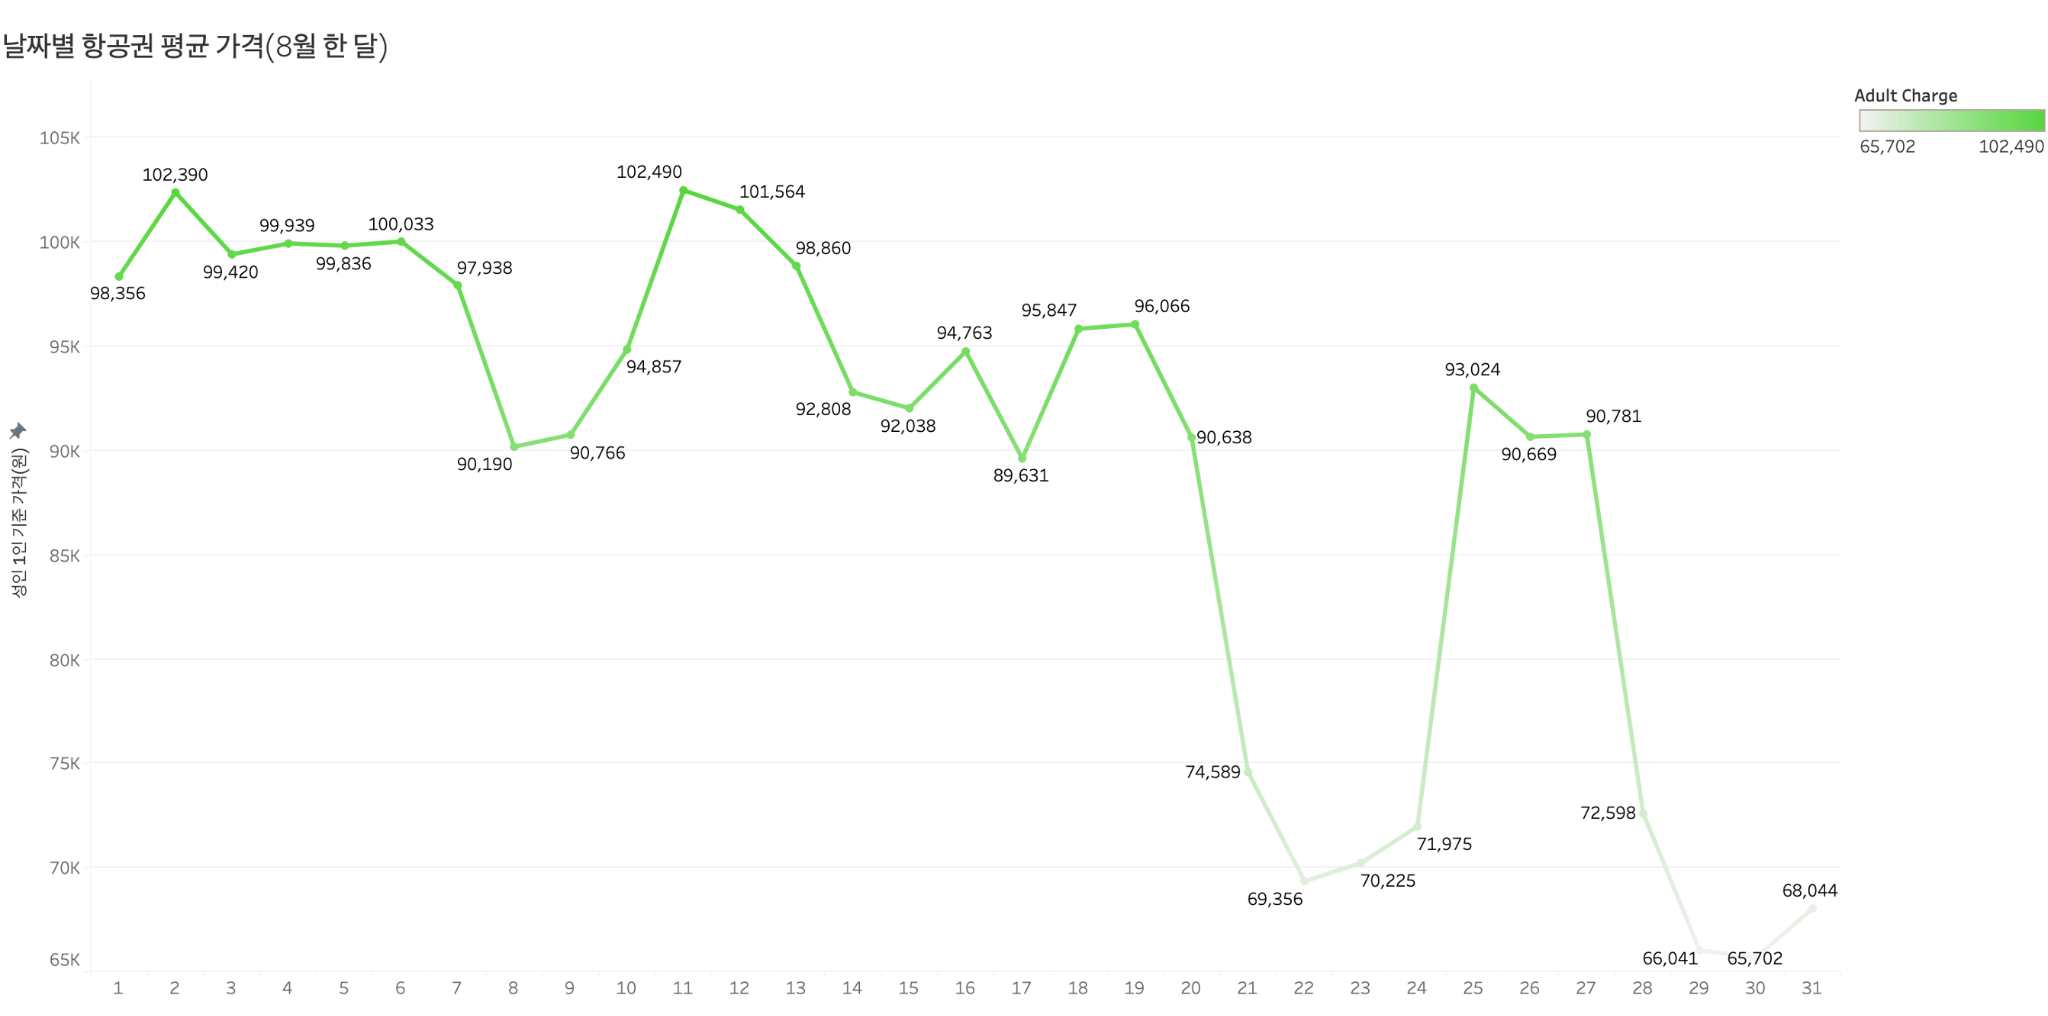 날짜별 항공권 평균 가격(8월 한 달)
Adult Charge
65,702 102,490
성인 1인 기준 가격(원)
105K
100K
95K
90K
85K
80K
75K
70K
65K
98,356
102,390
99,420
99,939
99,836
100,033
97,938
90,190
90,766
94,857
102,490
101,564
98,860
92,808
92,038
94,763
89,631
95,847
96,066
90,638
74,589
69,356
70,225
71,975
93,024
90,669
90,781
72,598
66,041
65,702
68,044
1 2 3 4 5 6 7 8 9 10 11 12 13 14 15 16 17 18 19 20 21 22 23 24 25 26 27 28 29 30 31